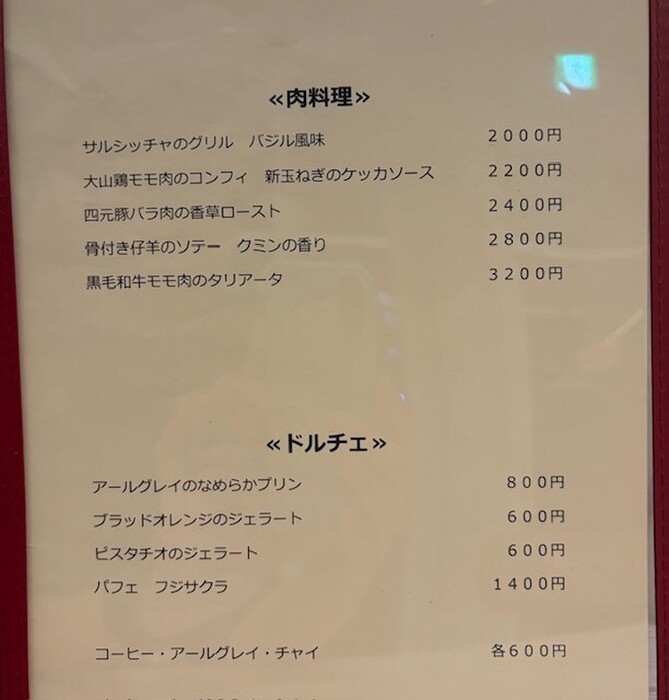 ≪肉料理≫
サルシッチャのグリル　バジル風味　２０００円
大山鶏モモ肉のコンフィ　新玉ねぎのケッカソース　２２００円
四元豚バラ肉の香草ロースト　２４００円
骨付き仔羊のソテー　クミンの香り　２８００円
黒毛和牛モモ肉のタリアータ　３２００円
≪ドルチェ≫
アールグレイのなめらかプリン　８００円
ブラッドオレンジのジェラート　６００円
ピスタチオのジェラート　６００円
パフェ　フジサクラ　１４００円
コーヒー・アールグレイ・チャイ　各６００円